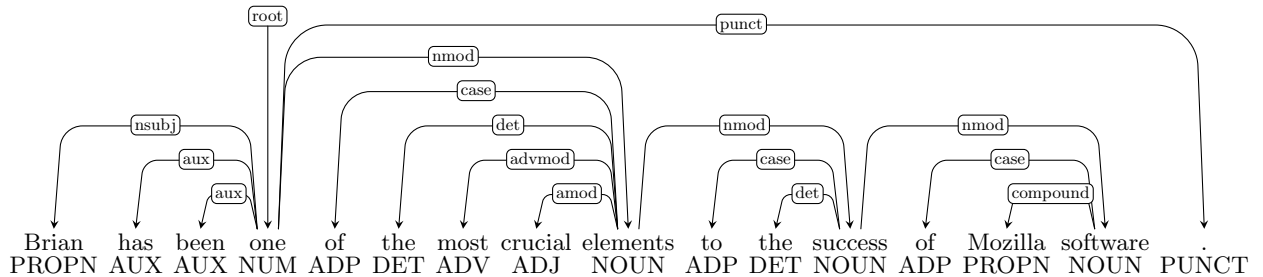 root
punct
nmod
case
nsubj det nmod nmod
aux advmod case case
aux amod det compound
Brian has been one of the most crucial elements to the success of Mozilla software .
PROPN AUX AUX NUM ADP DET ADV ADJ NOUN ADP DET NOUN ADP PROPN NOUN PUNCT